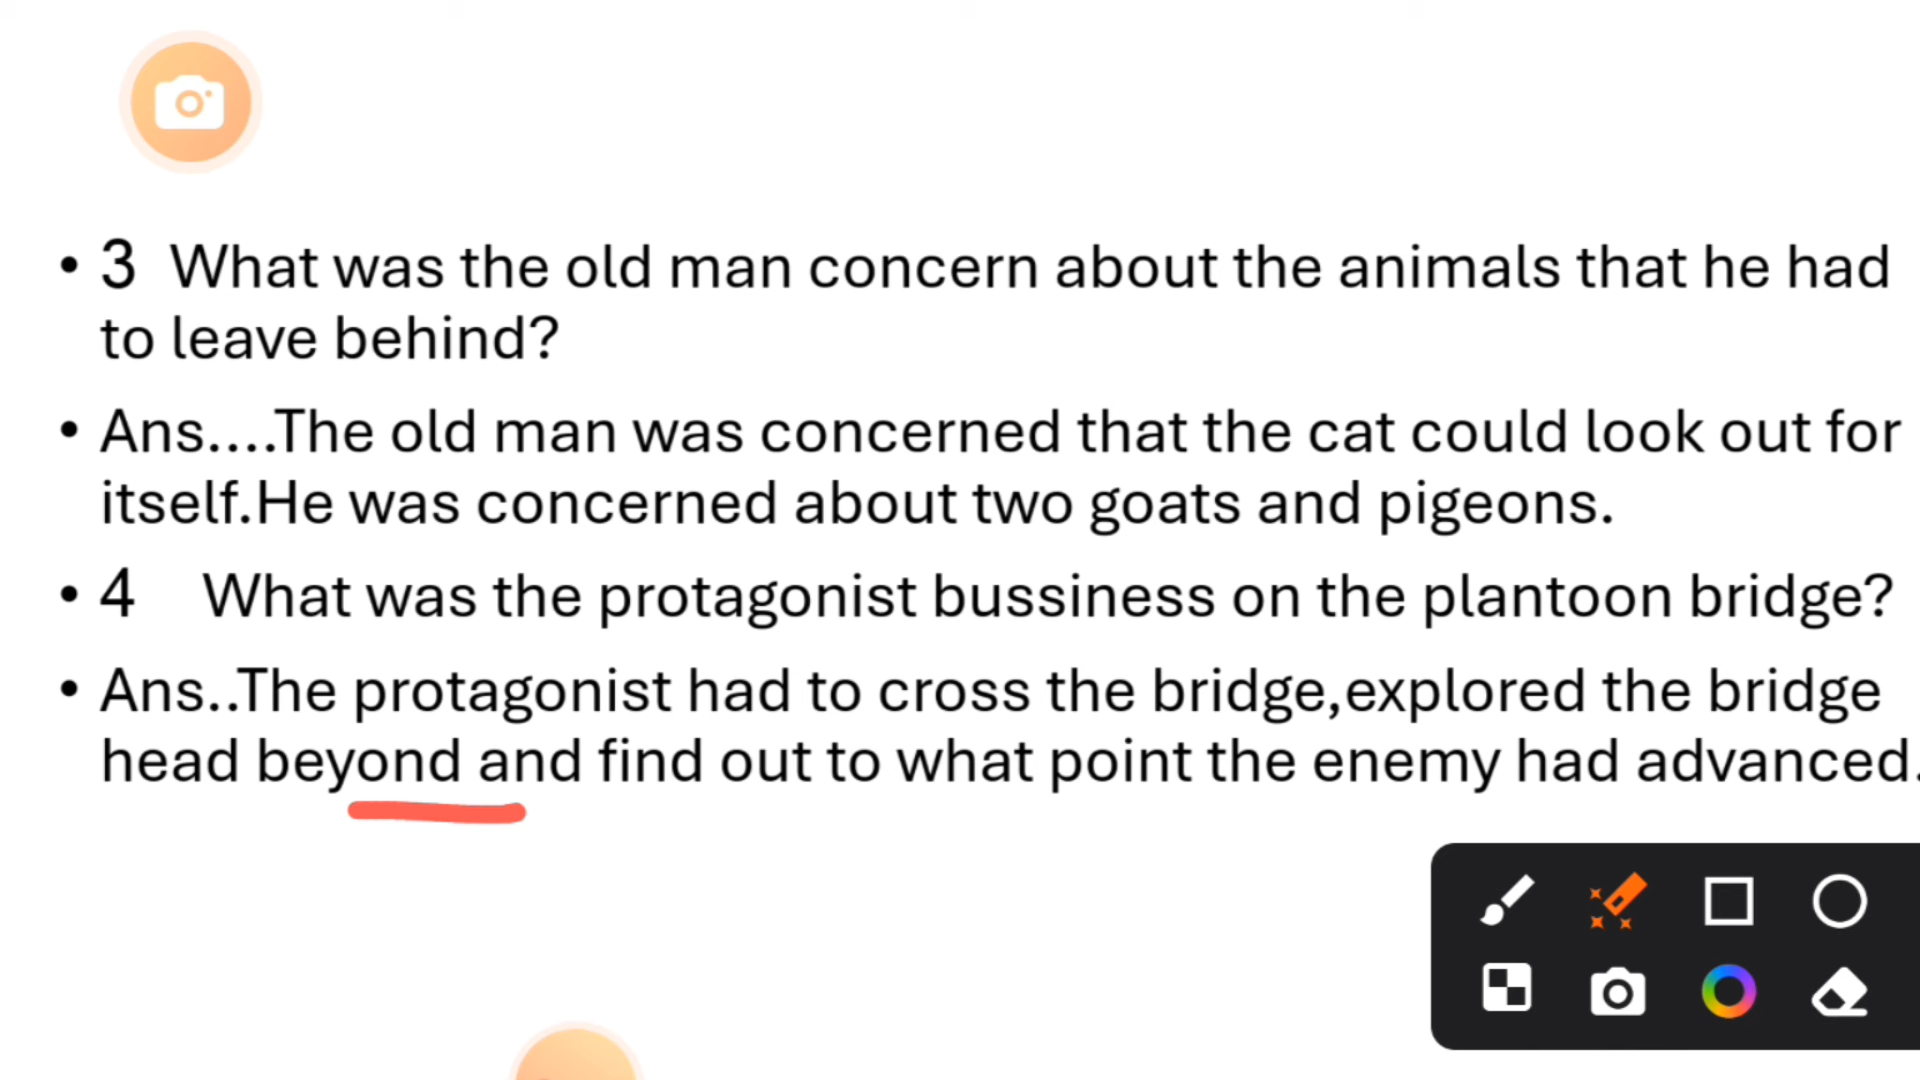 • 3 What was the old man concern about the animals that he had
to leave behind?
• Ans....The old man was concerned that the cat could look out for
itself.He was concerned about two goats and pigeons.
• 4 What was the protagonist bussiness on the plantoon bridge?
• Ans..The protagonist had to cross the bridge,explored the bridge
head beyond and find out to what point the enemy had advanced.